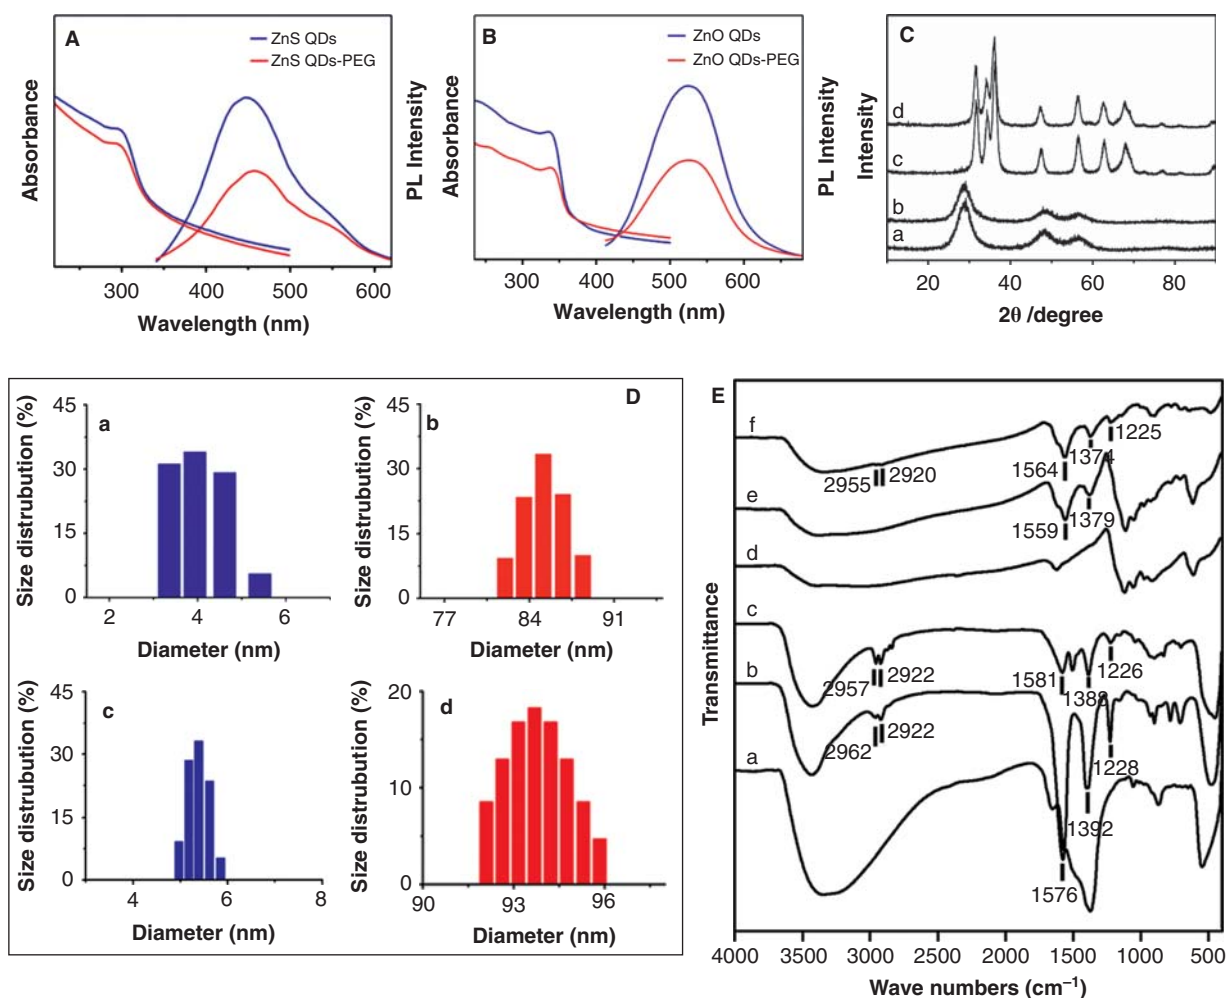 A
ZnS QDs
ZnS QDs-PEG
Absorbance
PL Intensity
300 400 500 600
Wavelength (nm)
B
ZnO QDs
ZnO QDs-PEG
Absorbance
PL Intensity
300 400 500 600
Wavelength (nm)
C
Intensity
d
c
b
a
20 40 60 80
2θ /degree
D
a
Size distrubution (%)
45
30
15
0
2 4 6
Diameter (nm)
b
Size distrubution (%)
45
30
15
0
77 84 91
Diameter (nm)
c
Size distrubution (%)
45
30
15
0
4 6 8
Diameter (nm)
d
Size distrubution (%)
20
10
0
90 93 96
Diameter (nm)
E
Transmittance
f
2955 2920 1564 1374 1225
e
1559 1379
d
c
2957 2922 1581 1388 1226
b
2962 2922 1228
1392
a
1576
4000 3500 3000 2500 2000 1500 1000 500
Wave numbers (cm⁻¹)